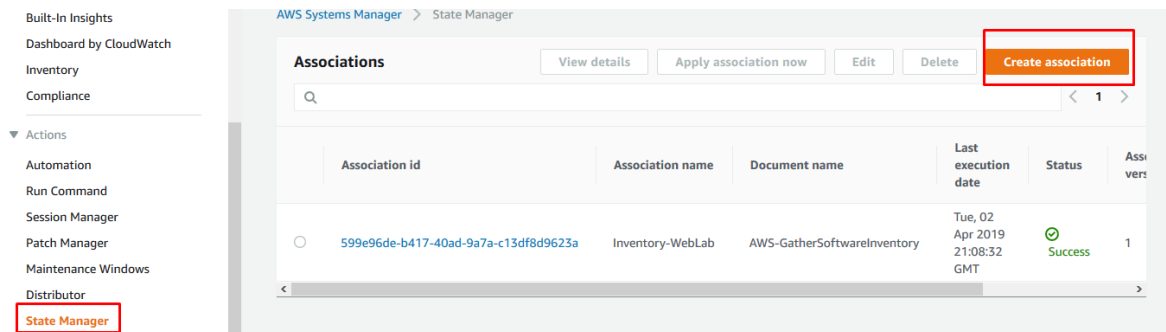 Built-In Insights
Dashboard by CloudWatch
Inventory
Compliance
Actions
Automation
Run Command
Session Manager
Patch Manager
Maintenance Windows
Distributor
State Manager
AWS Systems Manager > State Manager
Associations
View details
Apply association now
Edit
Delete
Create association
< 1 >
Association id
Association name
Document name
Last
execution
date
Status
599e96de-b417-40ad-9a7a-c13df8d9623a
Inventory-WebLab
AWS-GatherSoftwareInventory
Tue, 02
Apr 2019
21:08:32
GMT
Success
1